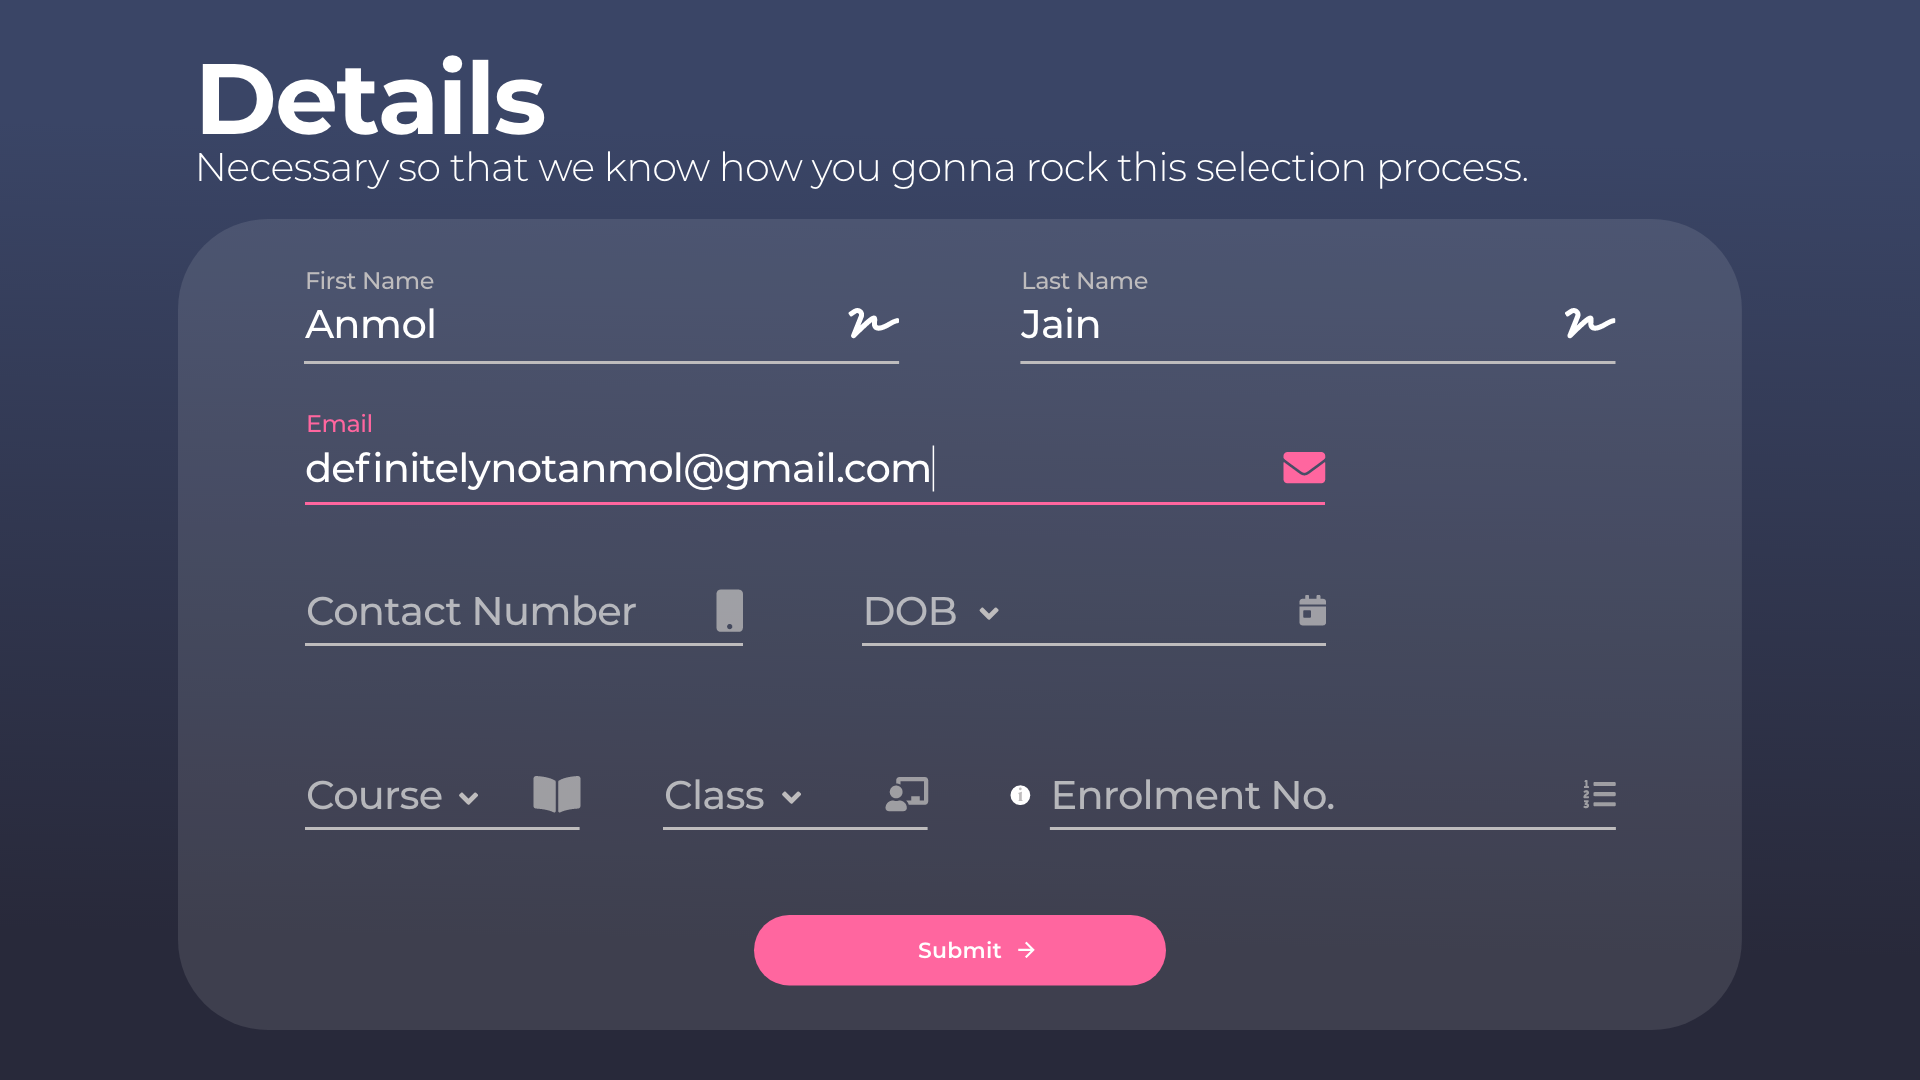 Details
Necessary so that we know how you gonna rock this selection process.
First Name
Last Name
Anmol
Jain
Email
definitelynotanmol@gmail.com
Contact Number
DOB
Course
Class
Enrolment No.
Submit